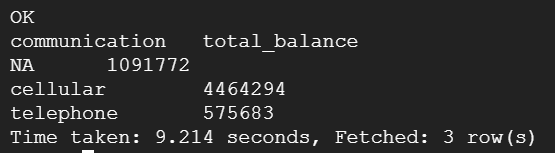 OK
communication	total_balance
NA	1091772
cellular	4464294
telephone	575683
Time taken: 9.214 seconds, Fetched: 3 row(s)